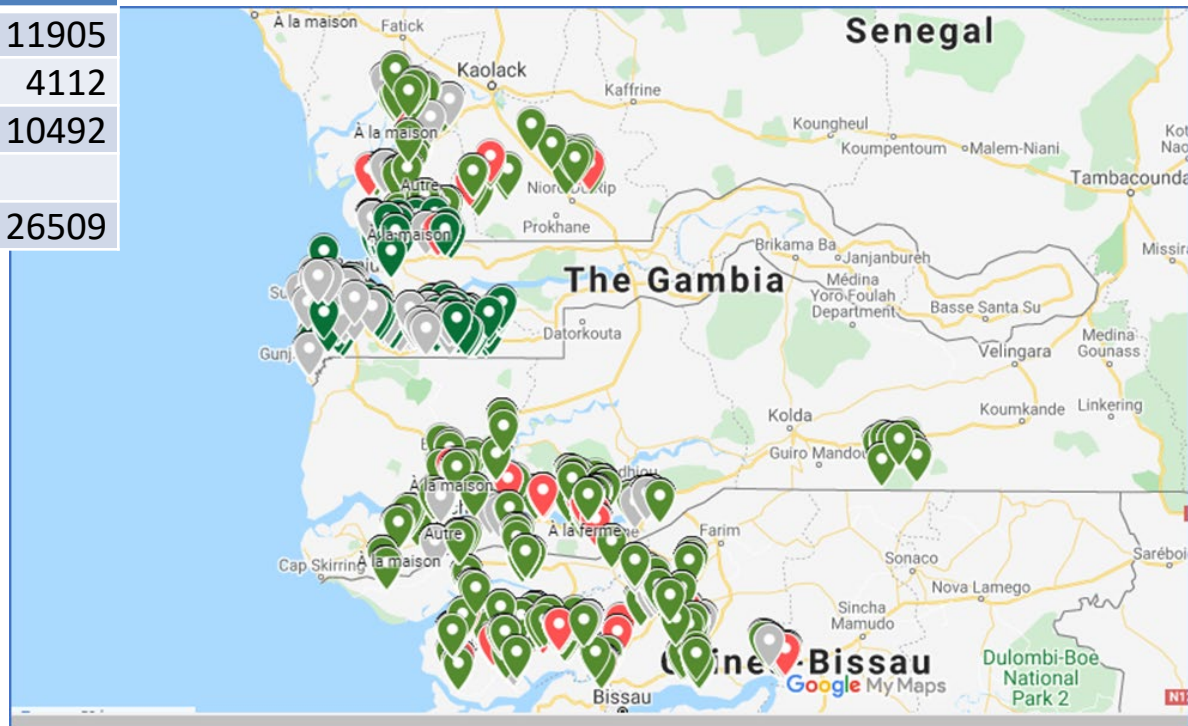 11905
4112
10492
26509
À la maison
Fatick
Senegal
Kaolack
Kaffrine
Koungheul
Koumpentoum
Malem-Niani
À la maison
Tambacounda
Autre
Prokhane
À la maison
Brikama Ba
Janjanbureh
The Gambia
Médina
Yoro Foulah
Department
Basse Santa Su
Datorkouta
Velingara
Medina
Gounass
Kolda
Koumkande
Linkering
Guiro Mandou
À la maison
Autre
À la ferme
Farim
Cap Skirring
À la maison
Sonaco
Nova Lamego
Sincha
Mamudo
Bissau
Dulombi-Boe
National
Park 2
Google My Maps
Bissau